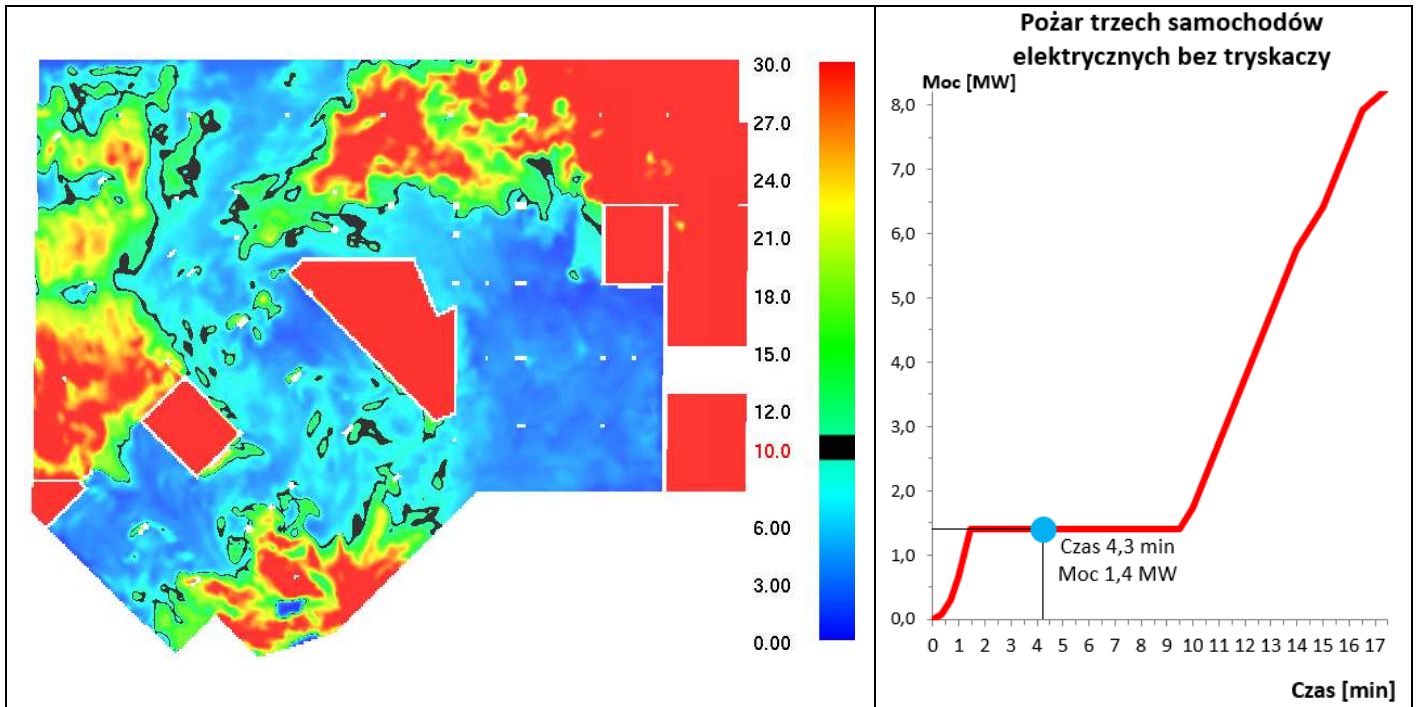 30.0
27.0
24.0
21.0
18.0
15.0
12.0
10.0
6.00
3.00
0.00
Pożar trzech samochodów
elektrycznych bez tryskaczy
Moc [MW]
8,0
7,0
6,0
5,0
4,0
3,0
2,0
1,0
0,0
Czas 4,3 min
Moc 1,4 MW
0 1 2 3 4 5 6 7 8 9 10 11 12 13 14 15 16 17
Czas [min]